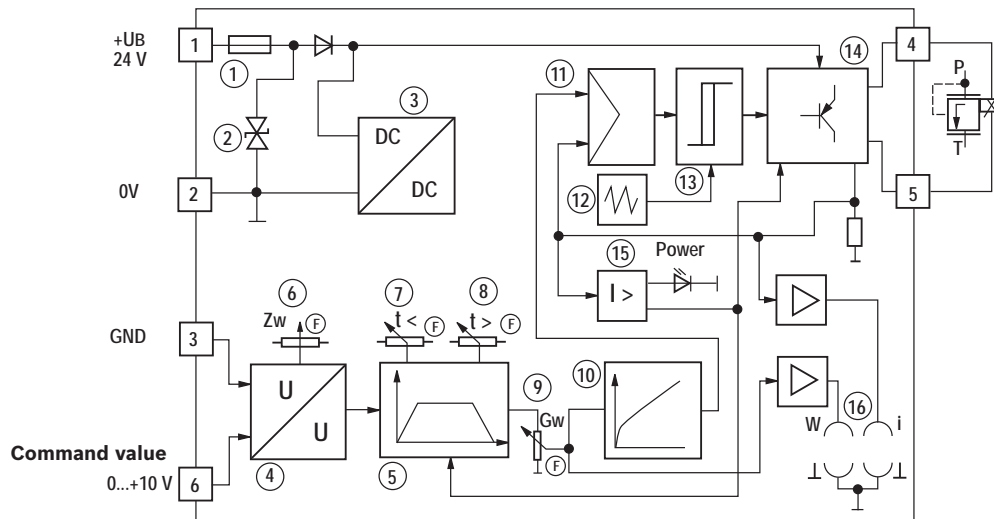 +UB
24 V
1
1
2
3
DC
DC
0V
2
11
12
13
14
4
P
T
5
15
Power
I >
6
Zw
F
7
t <
F
8
t >
F
GND
3
U
U
4
5
9
Gw
F
10
W
16
i
Command value
0...+10 V
6